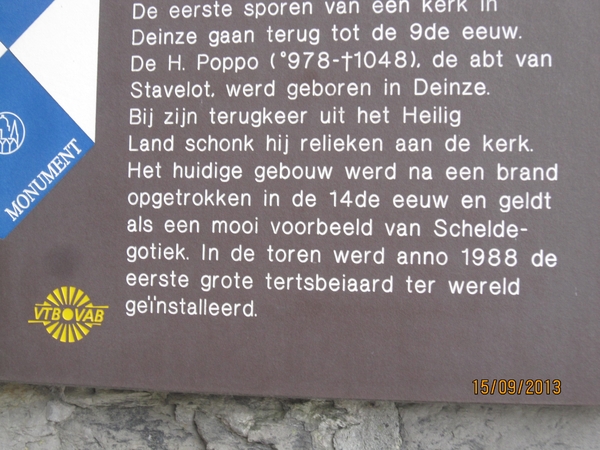 De eerste sporen van een kerk in
Deinze gaan terug tot de 9de eeuw.
De H. Poppo (°978-†1048), de abt van
Stavelot, werd geboren in Deinze.
Bij zijn terugkeer uit het Heilig
Land schonk hij relieken aan de kerk.
Het huidige gebouw werd na een brand
opgetrokken in de 14de eeuw en geldt
als een mooi voorbeeld van Schelde-
gotiek. In de toren werd anno 1988 de
eerste grote tertsbeiaard ter wereld
geïnstalleerd.
MONUMENT
VTB VAB
15/09/2013